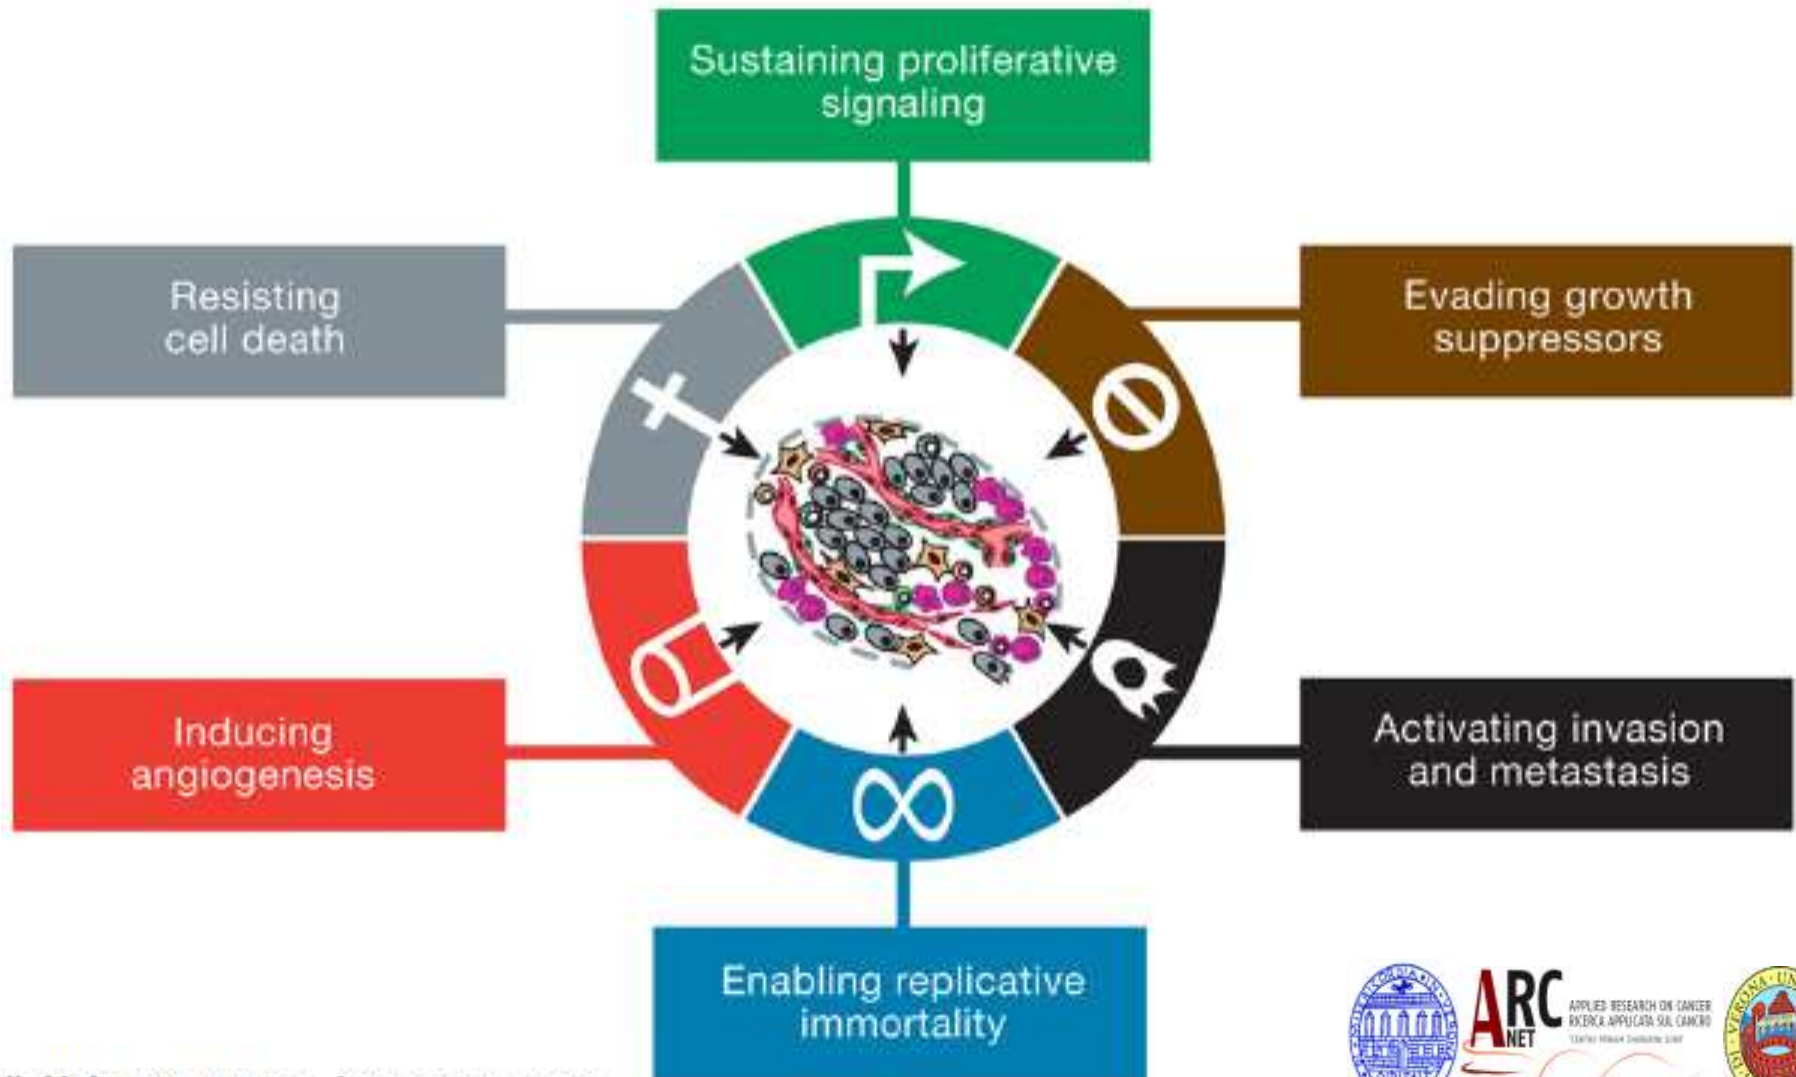 Sustaining proliferative
signaling
Resisting
cell death
Evading growth
suppressors
Inducing
angiogenesis
Activating invasion
and metastasis
Enabling replicative
immortality
ARC
NET
APPLIED RESEARCH ON CANCER
RICERCA APPLICATA SUL CANCRO